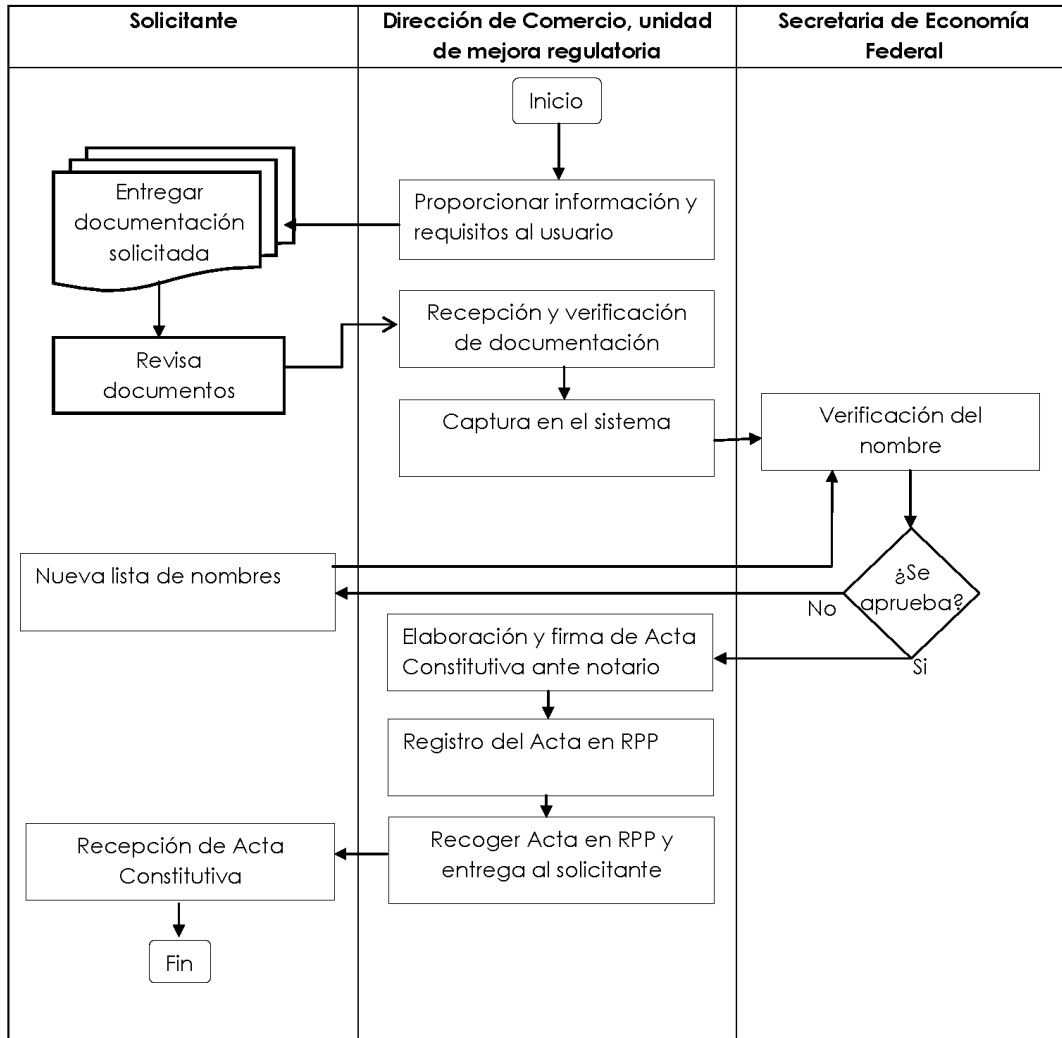 Solicitante
Dirección de Comercio, unidad
de mejora regulatoria
Secretaria de Economía
Federal
Inicio
Proporcionar información y
requisitos al usuario
Entregar
documentación
solicitada
Revisa
documentos
Recepción y verificación
de documentación
Captura en el sistema
Verificación del
nombre
¿Se
aprueba?
No
Si
Nueva lista de nombres
Elaboración y firma de Acta
Constitutiva ante notario
Registro del Acta en RPP
Recoger Acta en RPP y
entrega al solicitante
Recepción de Acta
Constitutiva
Fin